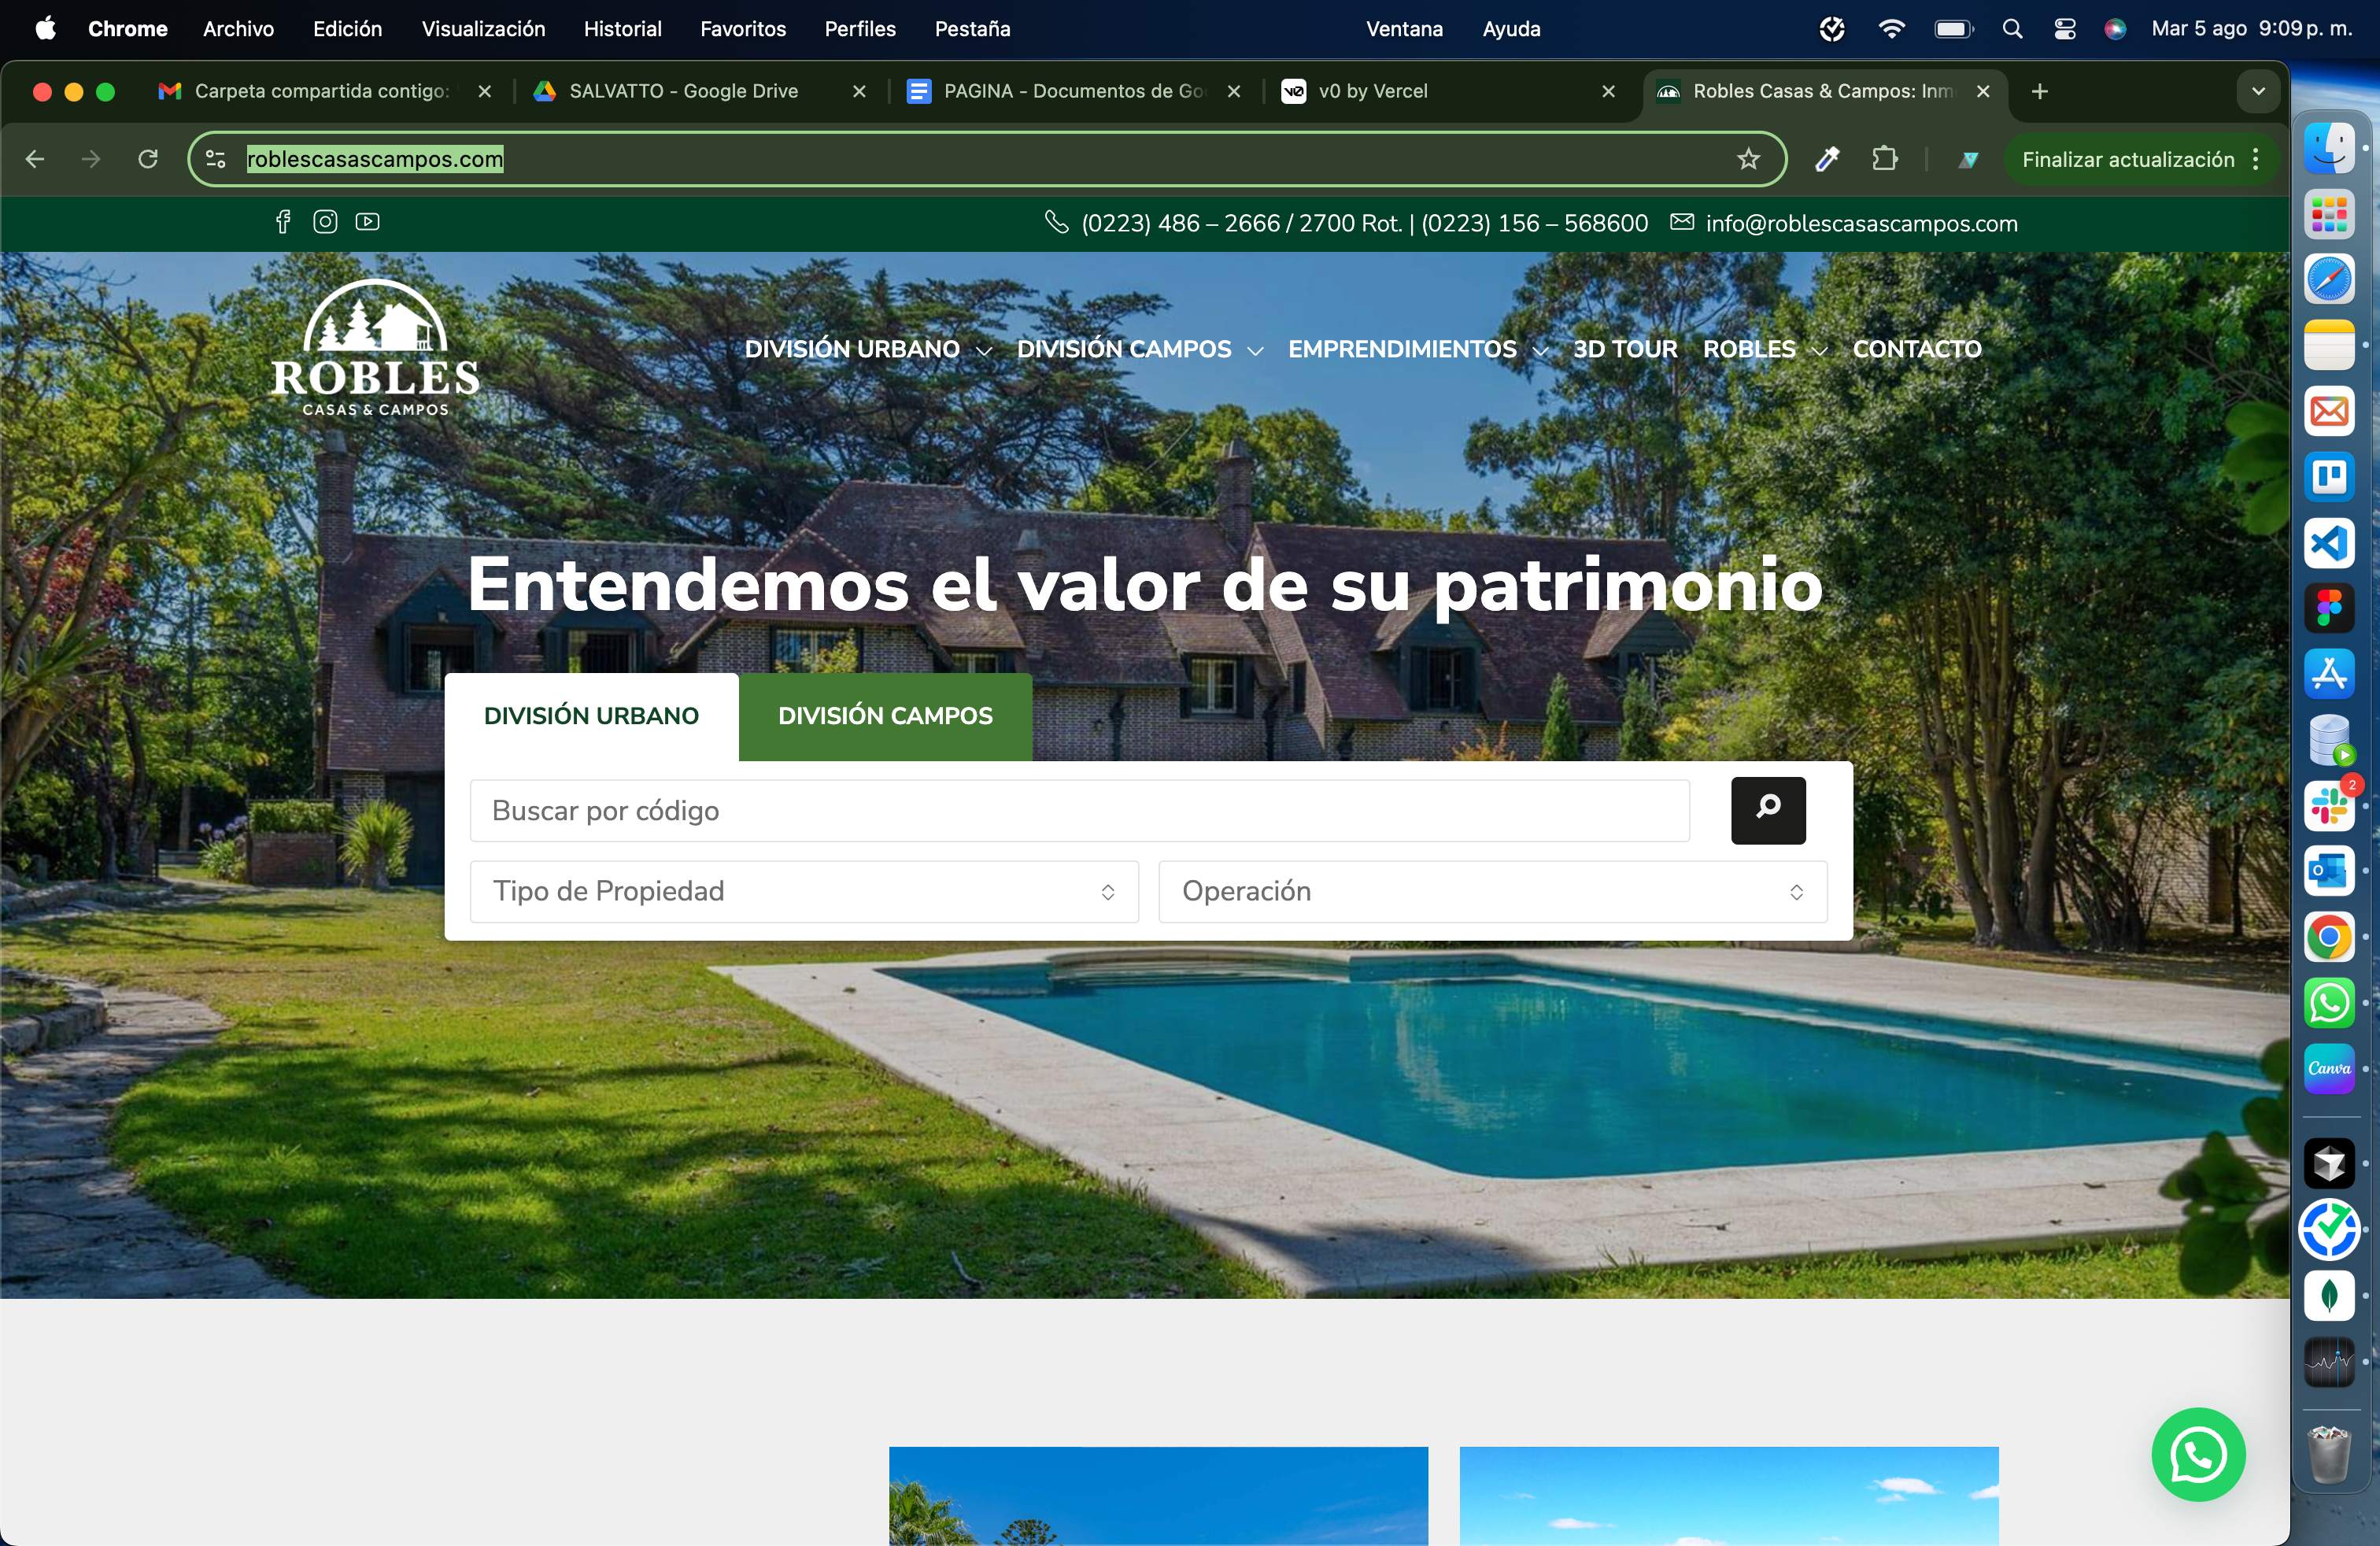 Chrome Archivo Edición Visualización Historial Favoritos Perfiles Pestaña Ventana Ayuda Mar 5 ago 9:09 p. m.
Carpeta compartida contigo: SALVATTO - Google Drive PAGINA - Documentos de Go v0 by Vercel Robles Casas & Campos: Inm
roblescasascampos.com Finalizar actualización
(0223) 486 – 2666 / 2700 Rot. | (0223) 156 – 568600 info@roblescasascampos.com
ROBLES
CASAS & CAMPOS
DIVISIÓN URBANO DIVISIÓN CAMPOS EMPRENDIMIENTOS 3D TOUR ROBLES CONTACTO
Entendemos el valor de su patrimonio
DIVISIÓN URBANO DIVISIÓN CAMPOS
Buscar por código
Tipo de Propiedad Operación
2
Canva